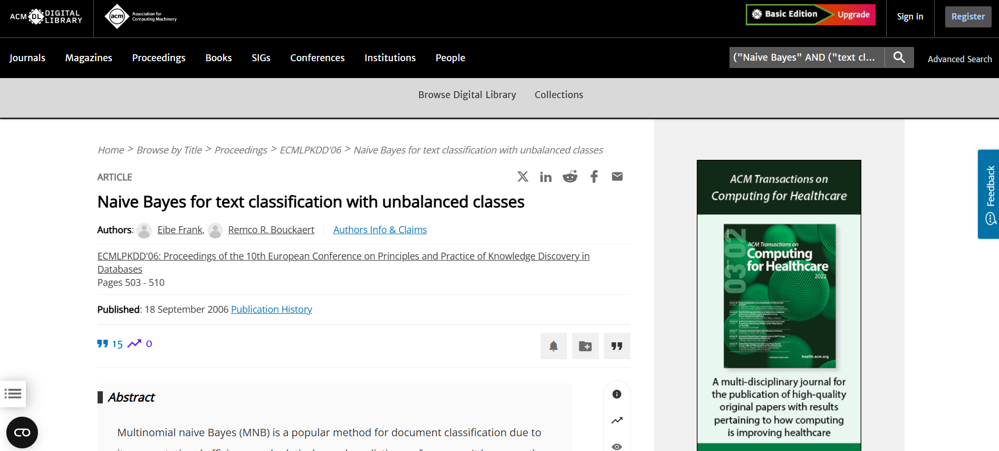 ACM DL DIGITAL LIBRARY
acm Association for Computing Machinery
Basic Edition Upgrade
Sign in
Register
Journals Magazines Proceedings Books SIGs Conferences Institutions People
("Naive Bayes" AND ("text cl...
Advanced Search
Browse Digital Library Collections
Home > Browse by Title > Proceedings > ECMLPKDD'06 > Naive Bayes for text classification with unbalanced classes
ARTICLE
Naive Bayes for text classification with unbalanced classes
Authors: Eibe Frank, Remco R. Bouckaert Authors Info & Claims
ECMLPKDD'06: Proceedings of the 10th European Conference on Principles and Practice of Knowledge Discovery in
Databases
Pages 503 - 510
Published: 18 September 2006 Publication History
15 0
Abstract
Multinomial naive Bayes (MNB) is a popular method for document classification due to
ACM Transactions on
Computing for Healthcare
03 02
ACM Transactions on
Computing
for Healthcare
2022
health.acm.org
A multi-disciplinary journal for
the publication of high-quality
original papers with results
pertaining to how computing
is improving healthcare
Feedback